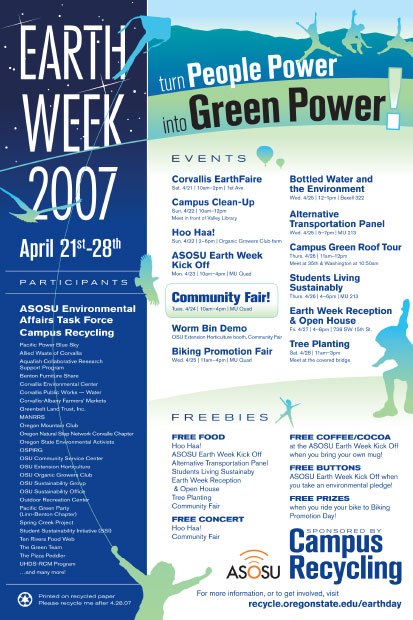 EARTH
WEEK
2007
April 21st-28th
PARTICIPANTS
ASOSU Environmental
Affairs Task Force
Campus Recycling
Pacific Power Blue Sky
Allied Waste of Corvallis
Aquafish Collaborative Research
Support Program
Benton Furniture Share
Corvallis Environmental Center
Corvallis Public Works — Water
Corvallis-Albany Farmers' Markets
Greenbelt Land Trust, Inc.
MANRRS
Oregon Mountain Club
Oregon Natural Step Network Corvallis Chapter
Oregon State Environmental Activists
OSPIRG
OSU Community Service Center
OSU Extension Horticulture
OSU Organic Growers Club
OSU Sustainability Group
OSU Sustainability Office
Outdoor Recreation Center
Pacific Green Party
(Linn-Benton Chapter)
Spring Creek Project
Student Sustainability Initiative (SSI)
Ten Rivers Food Web
The Green Team
The Pizza Peddler
UHDS-RCM Program
...and many more!
Printed on recycled paper
Please recycle me after 4.28.07
turn People Power
into Green Power!
EVENTS
Corvallis EarthFaire
Sat. 4/21 | 10am–2pm | 1st Ave
Campus Clean-Up
Sun. 4/22 | 10am–12pm
Meet in front of Valley Library
Hoo Haa!
Sun. 4/22 | 2–6pm | Organic Growers Club farm
ASOSU Earth Week
Kick Off
Mon. 4/23 | 10am–4pm | MU Quad
Community Fair!
Tues. 4/24 | 10am–4pm | MU Quad
Worm Bin Demo
OSU Extension Horticulture booth, Community Fair
Biking Promotion Fair
Wed. 4/25 | 11am–4pm | MU Quad
Bottled Water and
the Environment
Wed. 4/25 | 12–1pm | Bexell 322
Alternative
Transportation Panel
Wed. 4/25 | 5–7pm | MU 213
Campus Green Roof Tour
Thurs. 4/26 | 11am–12pm
Meet at 35th & Washington at 10:50am
Students Living
Sustainably
Thurs. 4/26 | 4–6pm | MU 213
Earth Week Reception
& Open House
Fri. 4/27 | 4–8pm | 738 SW 15th St.
Tree Planting
Sat. 4/28 | 11am–3pm
Meet at the covered bridge
FREEBIES
FREE FOOD
Hoo Haa!
ASOSU Earth Week Kick Off
Alternative Transportation Panel
Students Living Sustainably
Earth Week Reception
& Open House
Tree Planting
Community Fair
FREE CONCERT
Hoo Haa!
Community Fair
FREE COFFEE/COCOA
at the ASOSU Earth Week Kick Off
when you bring your own mug!
FREE BUTTONS
ASOSU Earth Week Kick Off when
you take an environmental pledge!
FREE PRIZES
when you ride your bike to Biking
Promotion Day!
ASOSU
SPONSORED BY
Campus
Recycling
For more information, or to get involved, visit
recycle.oregonstate.edu/earthday